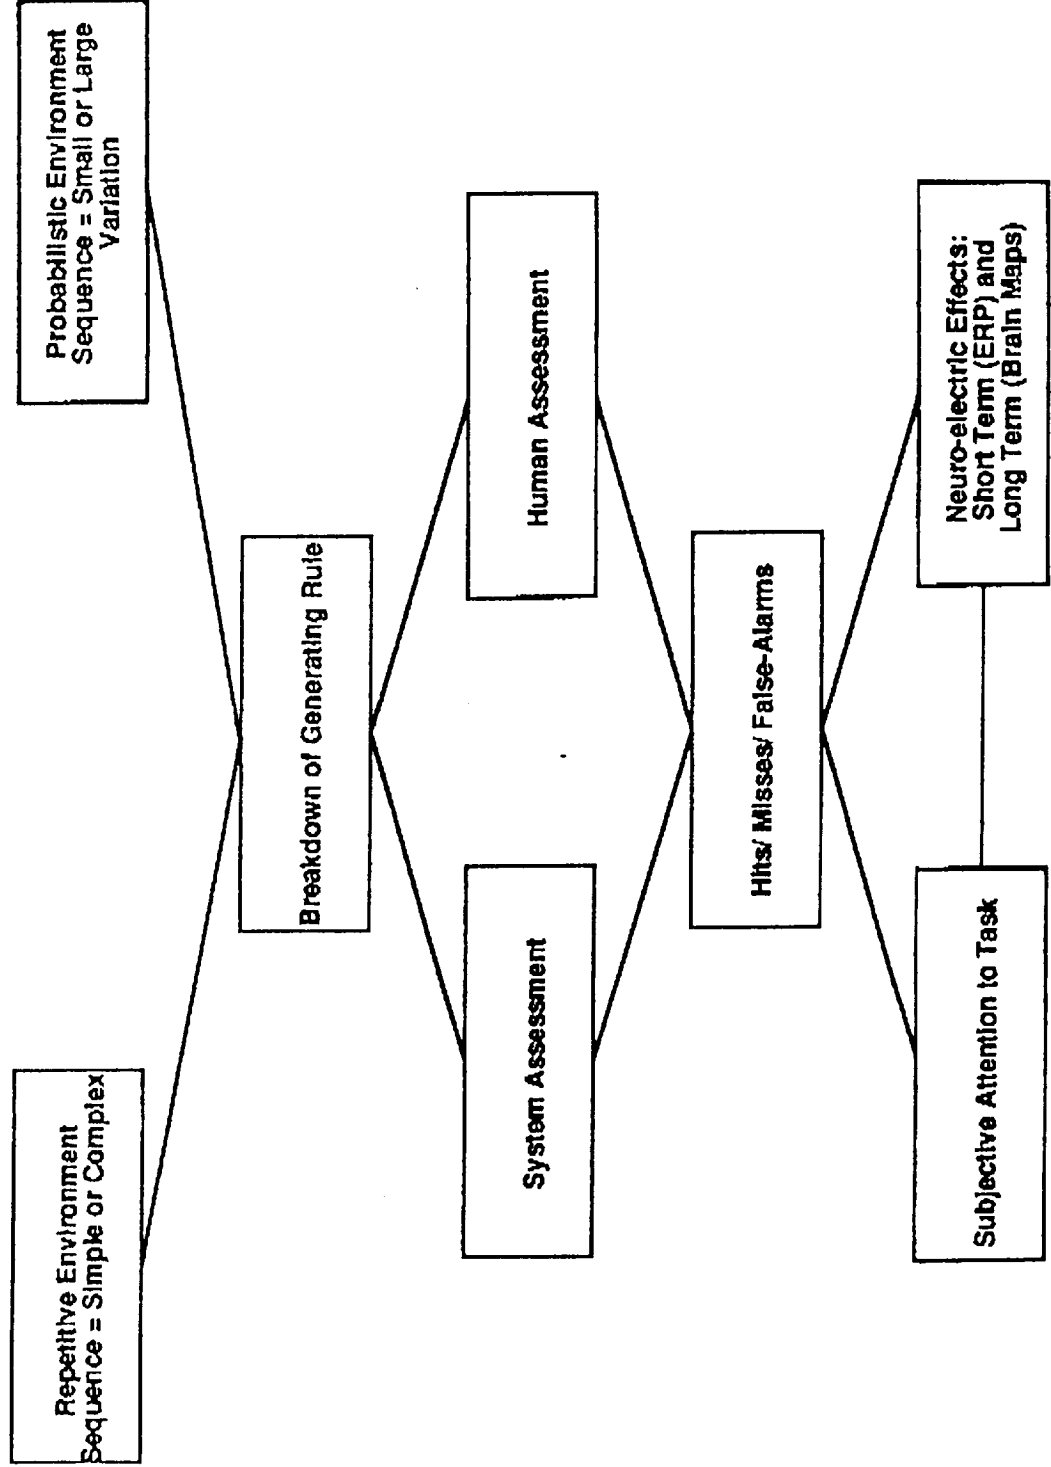 Repetitive Environment
Sequence = Simple or Complex
Probabilistic Environment
Sequence = Small or Large
Variation
Breakdown of Generating Rule
System Assessment
Human Assessment
Hits/ Misses/ False-Alarms
Subjective Attention to Task
Neuro-electric Effects:
Short Term (ERP) and
Long Term (Brain Maps)